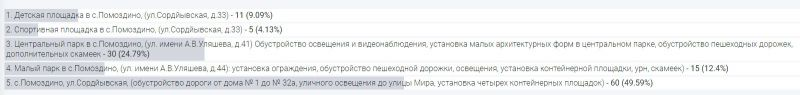 1. Детская площадка в с.Помоздино, (ул.Сордйывская, д.33) - 11 (9.09%)
2. Спортивная площадка в с.Помоздино, (ул.Сордйывская, д.33) - 5 (4.13%)
3. Центральный парк в с.Помоздино, (ул. имени А.В.Уляшева, д.41) Обустройство освещения и видеонаблюдения, установка малых архитектурных форм в центральном парке, обустройство пешеходных дорожек,
дополнительных скамеек - 30 (24.79%)
4. Малый парк в с.Помоздино, (ул. имени А.В.Уляшева, д.44): установка ограждения, обустройство пешеходной дорожки, освещения, установка контейнерной площадки, урн, скамеек) - 15 (12.4%)
5. с.Помоздино, ул.Сордйывская, (обустройство дороги от дома № 1 до № 32а, уличного освещения до улицы Мира, установка четырех контейнерных площадок) - 60 (49.59%)